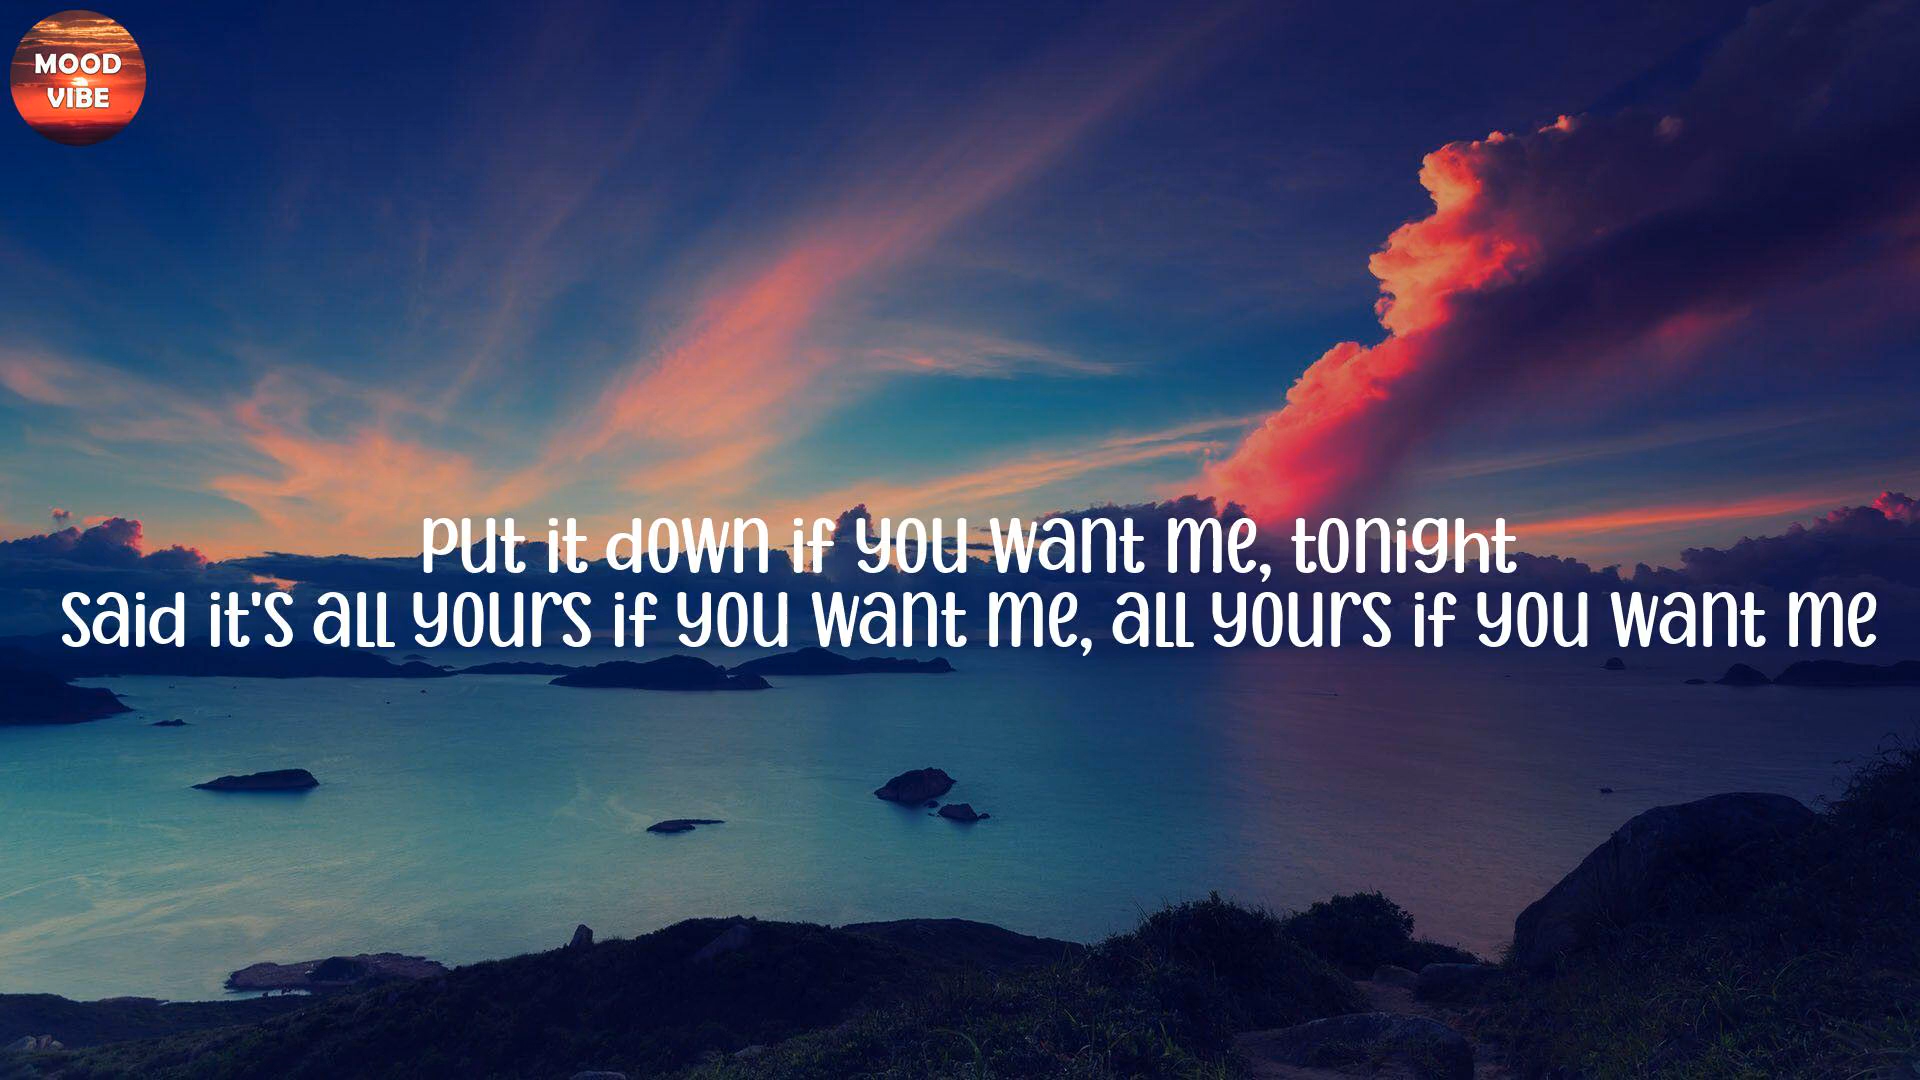 MOOD
VIBE
Put it down if you want me, tonight
Said it's all yours if you want me, all yours if you want me